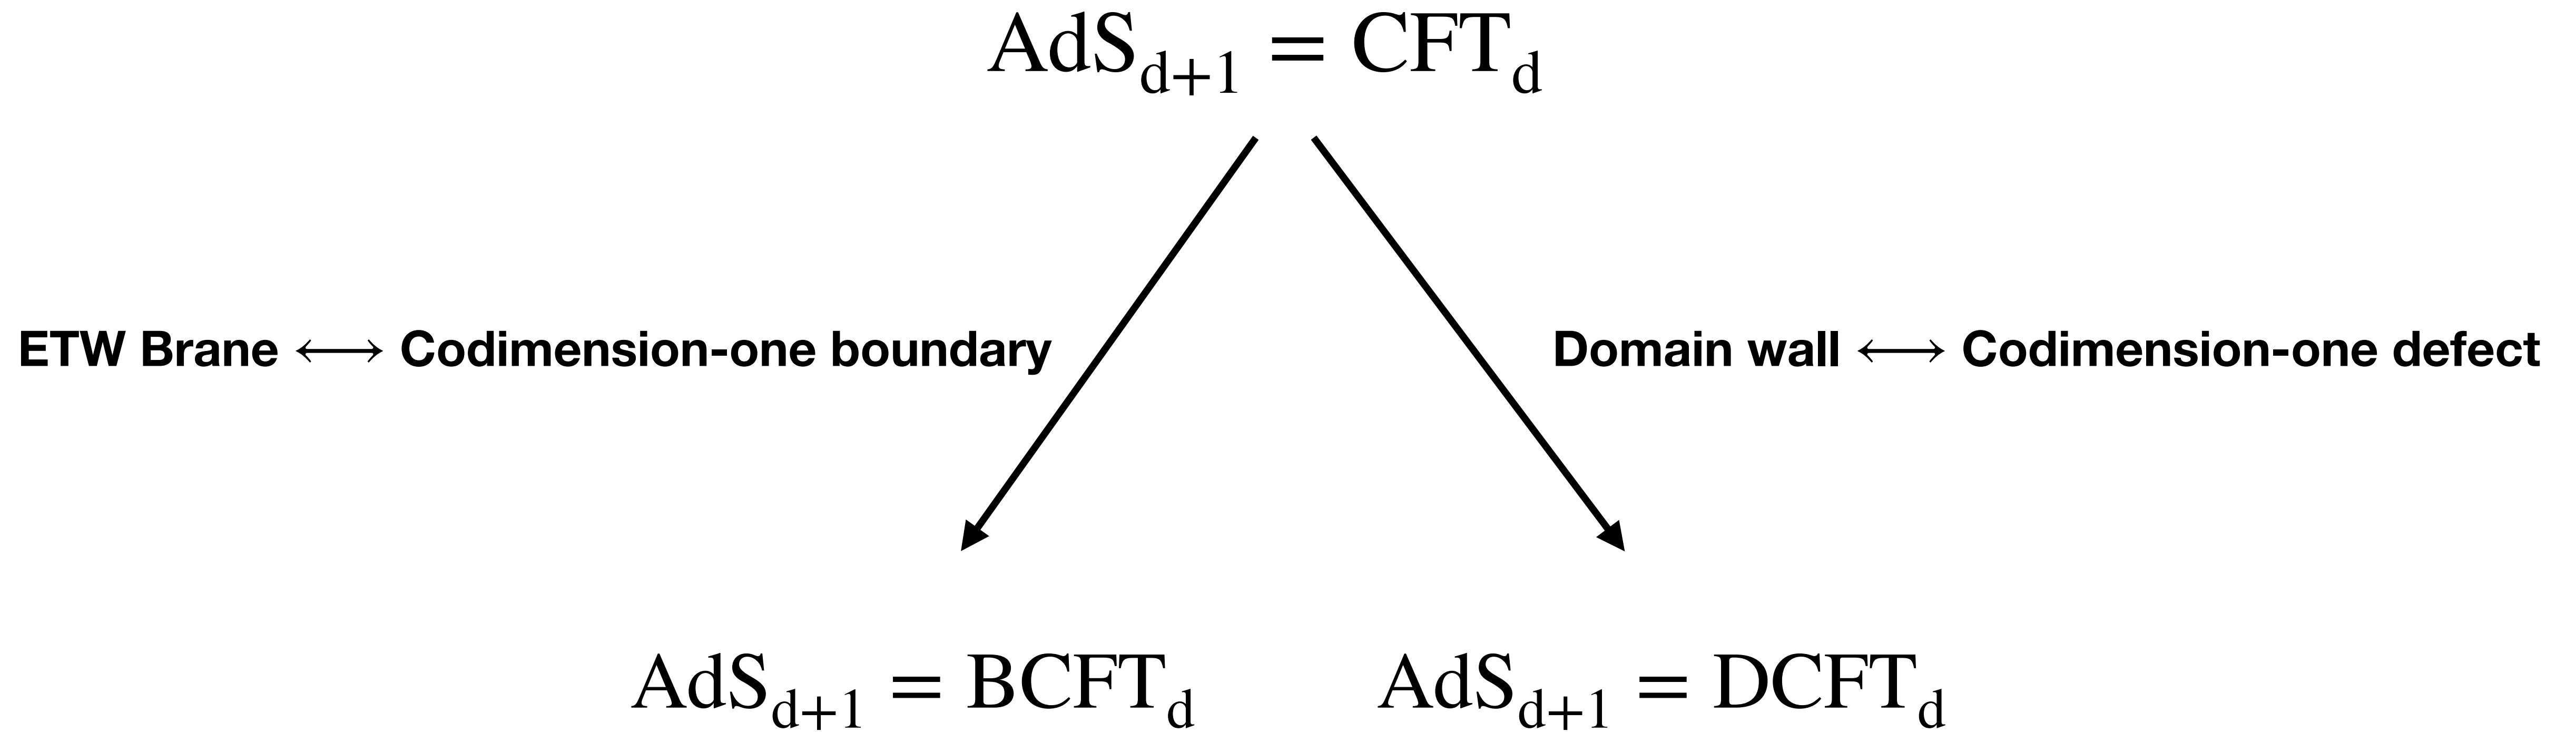 AdS_{d+1} = CFT_d
ETW Brane ⟷ Codimension-one boundary
Domain wall ⟷ Codimension-one defect
AdS_{d+1} = BCFT_d
AdS_{d+1} = DCFT_d